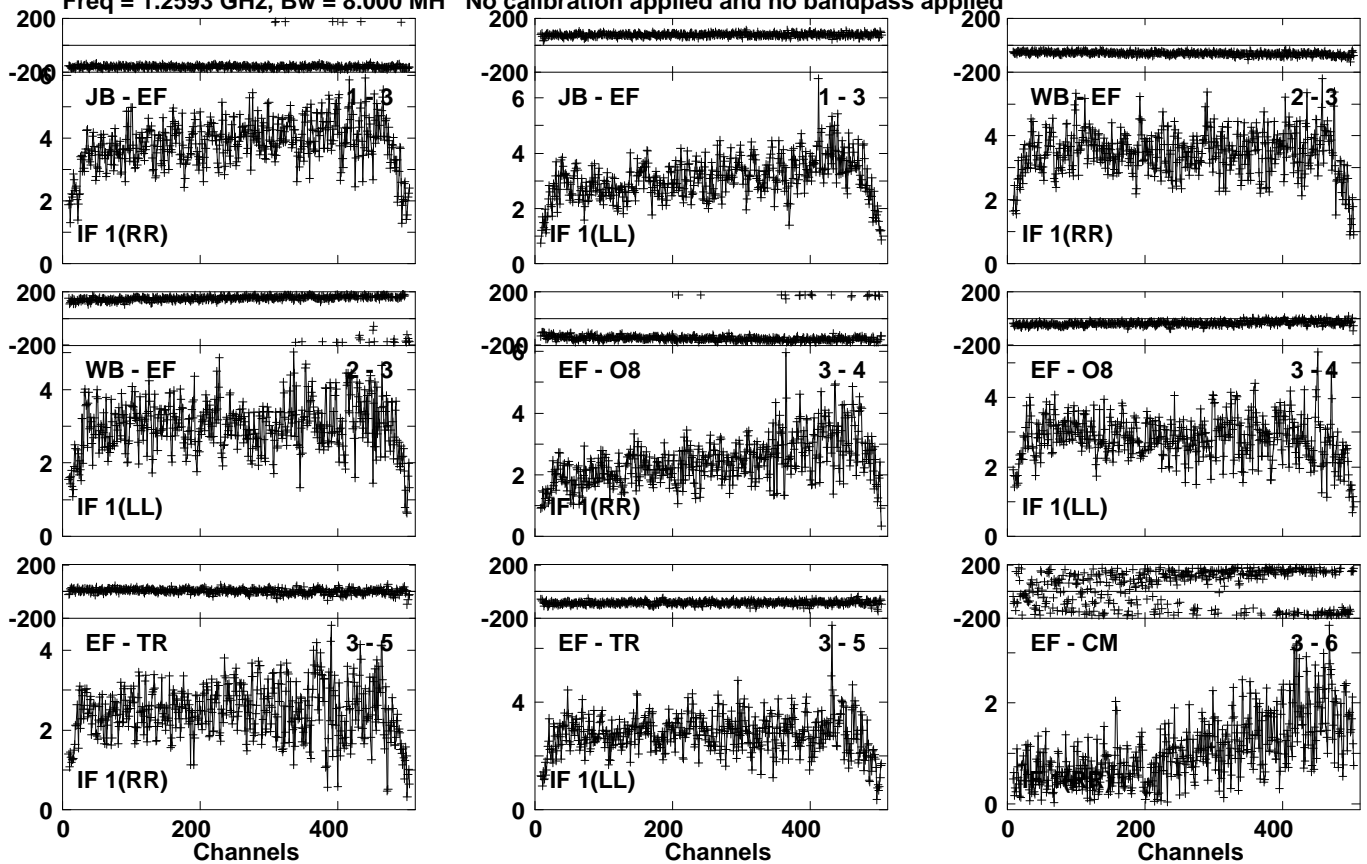 Freq = 1.2593 GHz, Bw = 8.000 MH No calibration applied and no bandpass applied
200
-200
JB - EF 1 - 3
4
2
0
IF 1(RR)
6
JB - EF 1 - 3
4
2
0
IF 1(LL)
200
-200
WB - EF 2 - 3
4
2
0
IF 1(RR)
200
-200
WB - EF 2 - 3
4
2
0
IF 1(LL)
6
EF - O8 3 - 4
4
2
0
IF 1(RR)
200
-200
EF - O8 3 - 4
4
2
0
IF 1(LL)
200
-200
EF - TR 3 - 5
4
2
0
IF 1(RR)
0 200 400
Channels
EF - TR 3 - 5
4
0
IF 1(LL)
0 200 400
Channels
200
-200
EF - CM 3 - 6
2
0
0 200 400
Channels